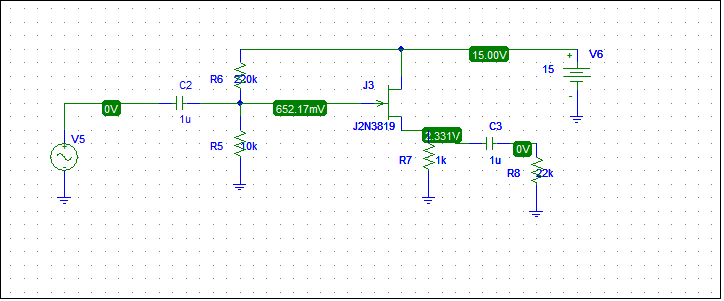 15.00V
V6
+
15
-
R6
220k
J3
C2
0V
652.17mV
1u
J2N3819
V5
+
-
R5
10k
2.331V
C3
0V
R7
1k
1u
R8
22k